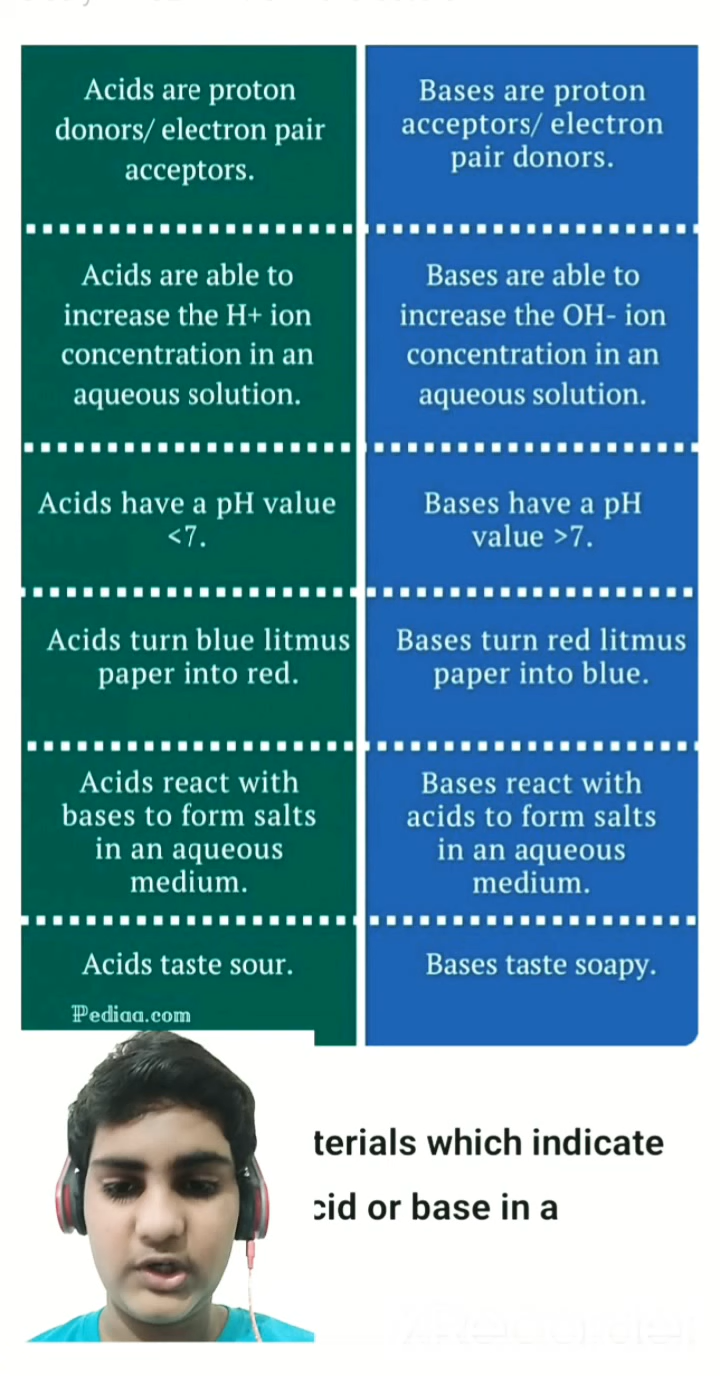 Acids are proton
donors/ electron pair
acceptors.
Bases are proton
acceptors/ electron
pair donors.
Acids are able to
increase the H+ ion
concentration in an
aqueous solution.
Bases are able to
increase the OH- ion
concentration in an
aqueous solution.
Acids have a pH value
<7.
Bases have a pH
value >7.
Acids turn blue litmus
paper into red.
Bases turn red litmus
paper into blue.
Acids react with
bases to form salts
in an aqueous
medium.
Bases react with
acids to form salts
in an aqueous
medium.
Acids taste sour.
Bases taste soapy.
Pediaa.com
terials which indicate
cid or base in a